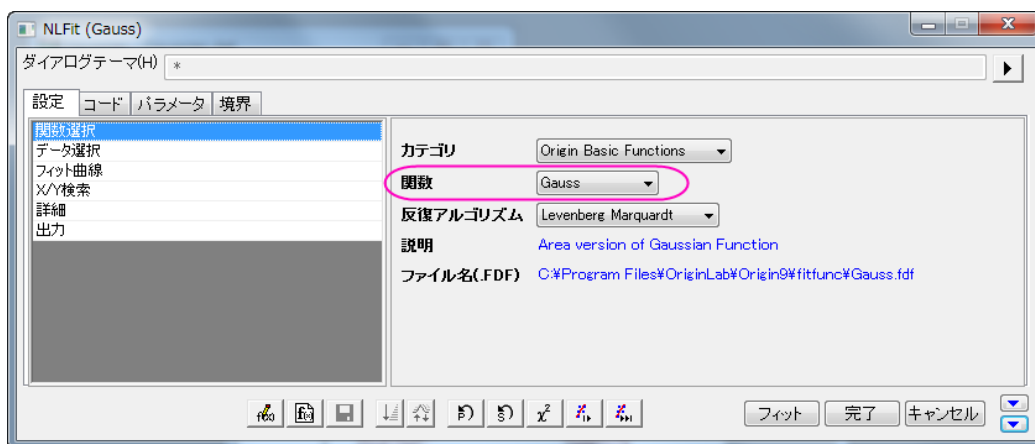 NLFit (Gauss)
ダイアログテーマ(H) *
設定 コード パラメータ 境界
関数選択
データ選択
フィット曲線
X/Y検索
詳細
出力
カテゴリ Origin Basic Functions
関数 Gauss
反復アルゴリズム Levenberg Marquardt
説明 Area version of Gaussian Function
ファイル名(.FDF) C:¥Program Files¥OriginLab¥Origin9¥fitfunc¥Gauss.fdf
フィット 完了 キャンセル